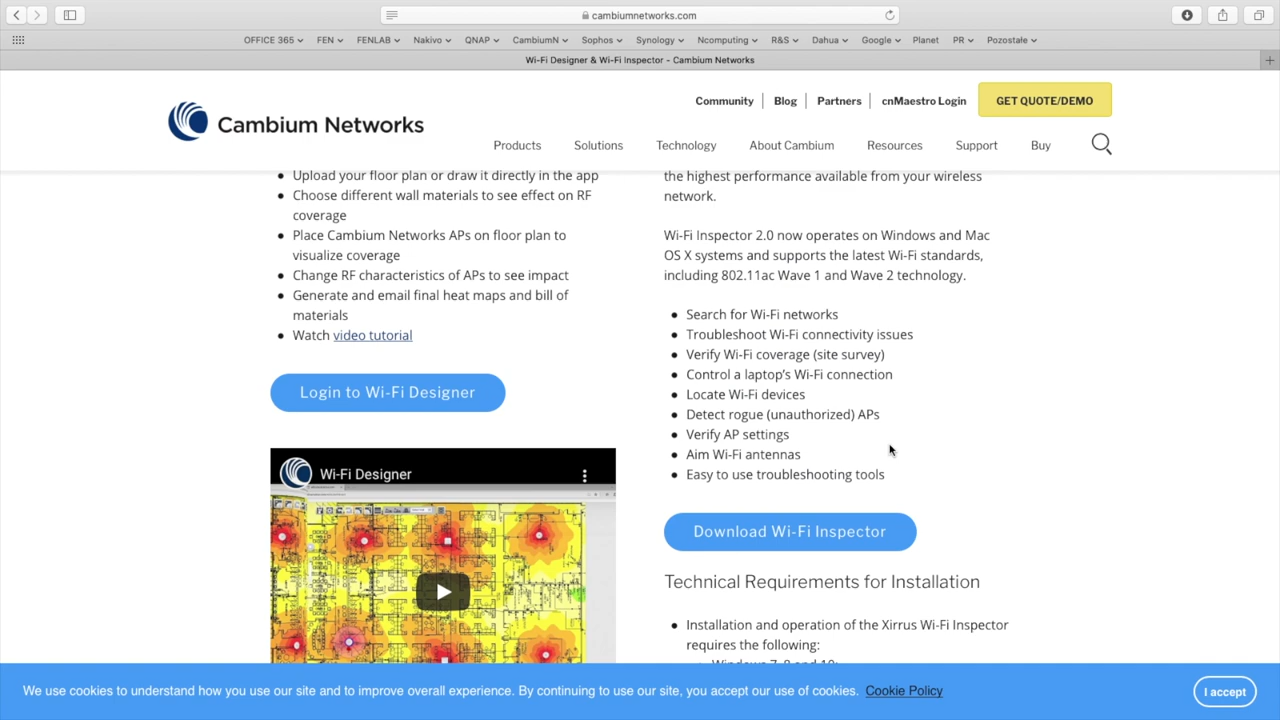 cambiumnetworks.com
OFFICE 365 FEN FENLAB Nakivo QNAP CambiumN Sophos Synology Ncomputing R&S Dahua Google Planet PR Pozostałe
Wi-Fi Designer & Wi-Fi Inspector - Cambium Networks
Community Blog Partners cnMaestro Login GET QUOTE/DEMO
Cambium Networks
Products Solutions Technology About Cambium Resources Support Buy
• Upload your floor plan or draw it directly in the app
• Choose different wall materials to see effect on RF
coverage
• Place Cambium Networks APs on floor plan to
visualize coverage
• Change RF characteristics of APs to see impact
• Generate and email final heat maps and bill of
materials
• Watch video tutorial
Login to Wi-Fi Designer
Wi-Fi Designer
the highest performance available from your wireless
network.
Wi-Fi Inspector 2.0 now operates on Windows and Mac
OS X systems and supports the latest Wi-Fi standards,
including 802.11ac Wave 1 and Wave 2 technology.
• Search for Wi-Fi networks
• Troubleshoot Wi-Fi connectivity issues
• Verify Wi-Fi coverage (site survey)
• Control a laptop's Wi-Fi connection
• Locate Wi-Fi devices
• Detect rogue (unauthorized) APs
• Verify AP settings
• Aim Wi-Fi antennas
• Easy to use troubleshooting tools
Download Wi-Fi Inspector
Technical Requirements for Installation
• Installation and operation of the Xirrus Wi-Fi Inspector
requires the following:
Windows 7, 8 and 10:
We use cookies to understand how you use our site and to improve overall experience. By continuing to use our site, you accept our use of cookies. Cookie Policy
I accept